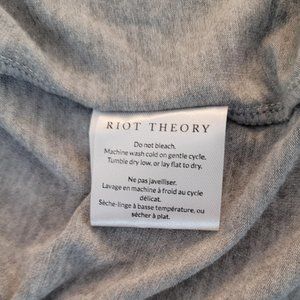 RIOT THEORY
Do not bleach.
Machine wash cold on gentle cycle.
Tumble dry low, or lay flat to dry.
Ne pas javelliser.
Lavage en machine à froid au cycle
délicat.
Sèche-linge à basse température, ou
sécher à plat.